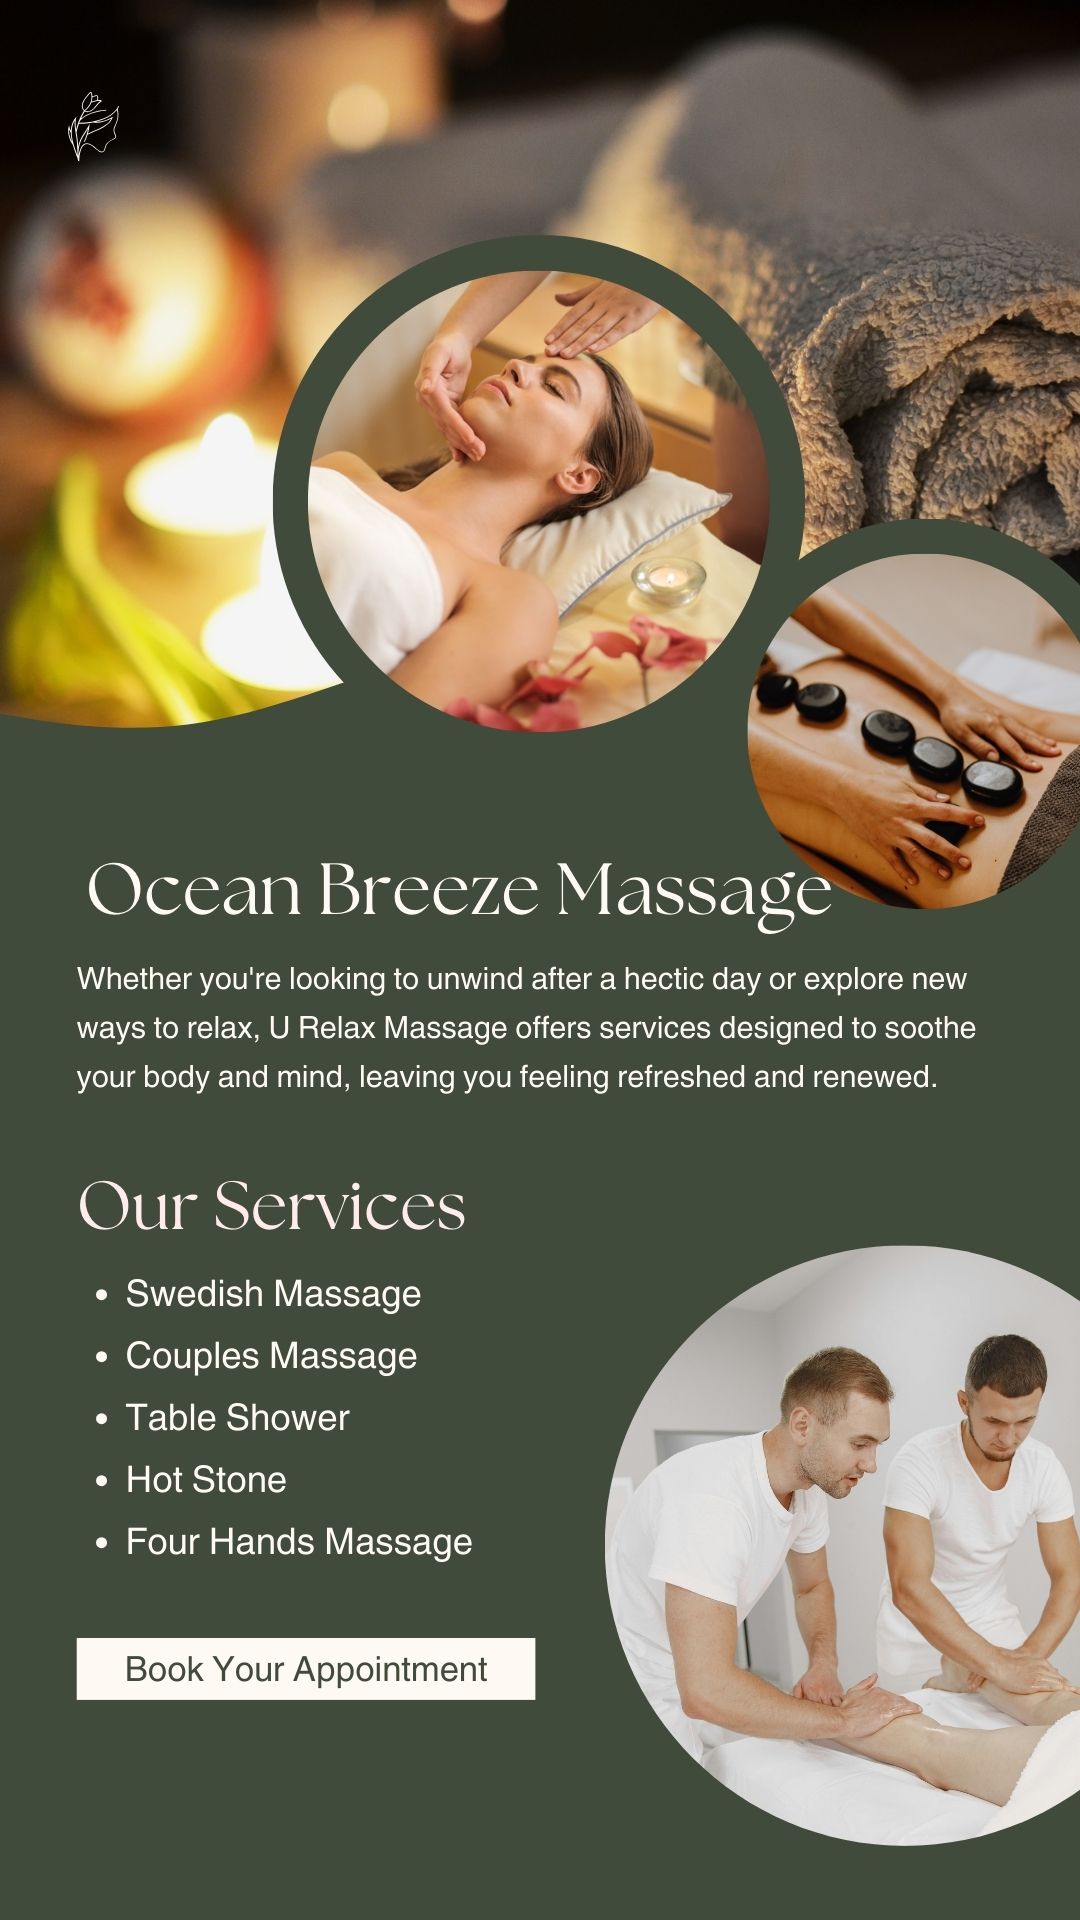 Ocean Breeze Massage
Whether you're looking to unwind after a hectic day or explore new
ways to relax, U Relax Massage offers services designed to soothe
your body and mind, leaving you feeling refreshed and renewed.
Our Services
• Swedish Massage
• Couples Massage
• Table Shower
• Hot Stone
• Four Hands Massage
Book Your Appointment